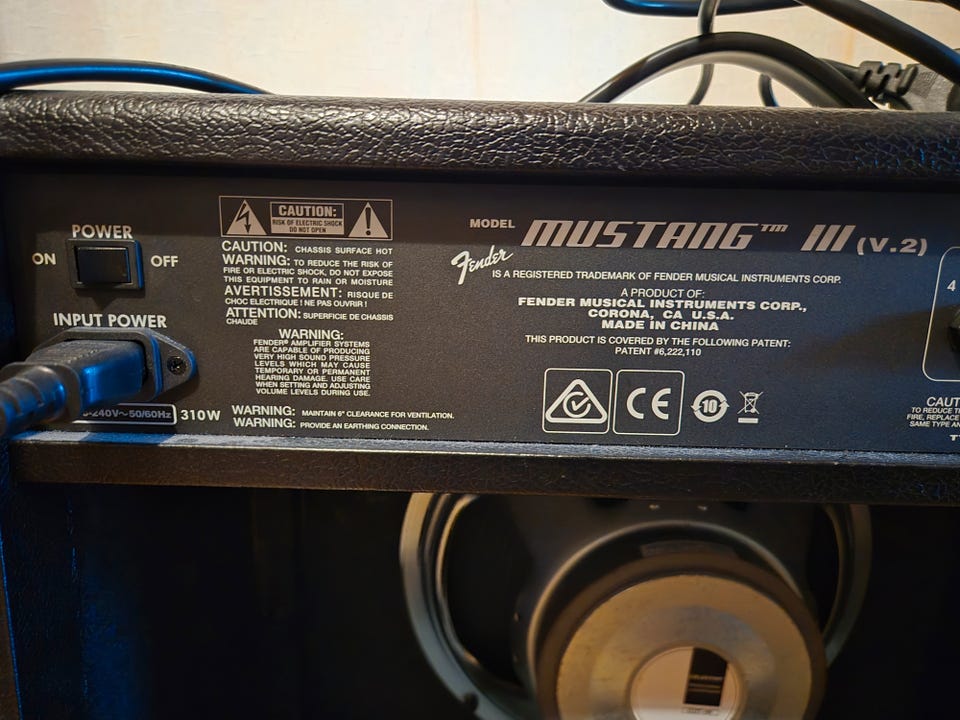 POWER
ON OFF
INPUT POWER
-240V~50/60Hz 310W
CAUTION:
RISK OF ELECTRIC SHOCK
DO NOT OPEN
CAUTION: CHASSIS SURFACE HOT
WARNING: TO REDUCE THE RISK OF
FIRE OR ELECTRIC SHOCK, DO NOT EXPOSE
THIS EQUIPMENT TO RAIN OR MOISTURE
AVERTISSEMENT: RISQUE DE
CHOC ELECTRIQUE ! NE PAS OUVRIR !
ATTENTION: SUPERFICIE DE CHASSIS
CHAUDE
WARNING:
FENDER® AMPLIFIER SYSTEMS
ARE CAPABLE OF PRODUCING
VERY HIGH SOUND PRESSURE
LEVELS WHICH MAY CAUSE
TEMPORARY OR PERMANENT
HEARING DAMAGE. USE CARE
WHEN SETTING AND ADJUSTING
VOLUME LEVELS DURING USE.
WARNING: MAINTAIN 6" CLEARANCE FOR VENTILATION.
WARNING: PROVIDE AN EARTHING CONNECTION.
MODEL MUSTANG™ III (V.2)
Fender IS A REGISTERED TRADEMARK OF FENDER MUSICAL INSTRUMENTS CORP.
A PRODUCT OF:
FENDER MUSICAL INSTRUMENTS CORP.,
CORONA, CA U.S.A.
MADE IN CHINA
THIS PRODUCT IS COVERED BY THE FOLLOWING PATENT:
PATENT #6,222,110
CE
10
4
CAUT
TO REDUCE T
FIRE, REPLACE
SAME TYPE AN